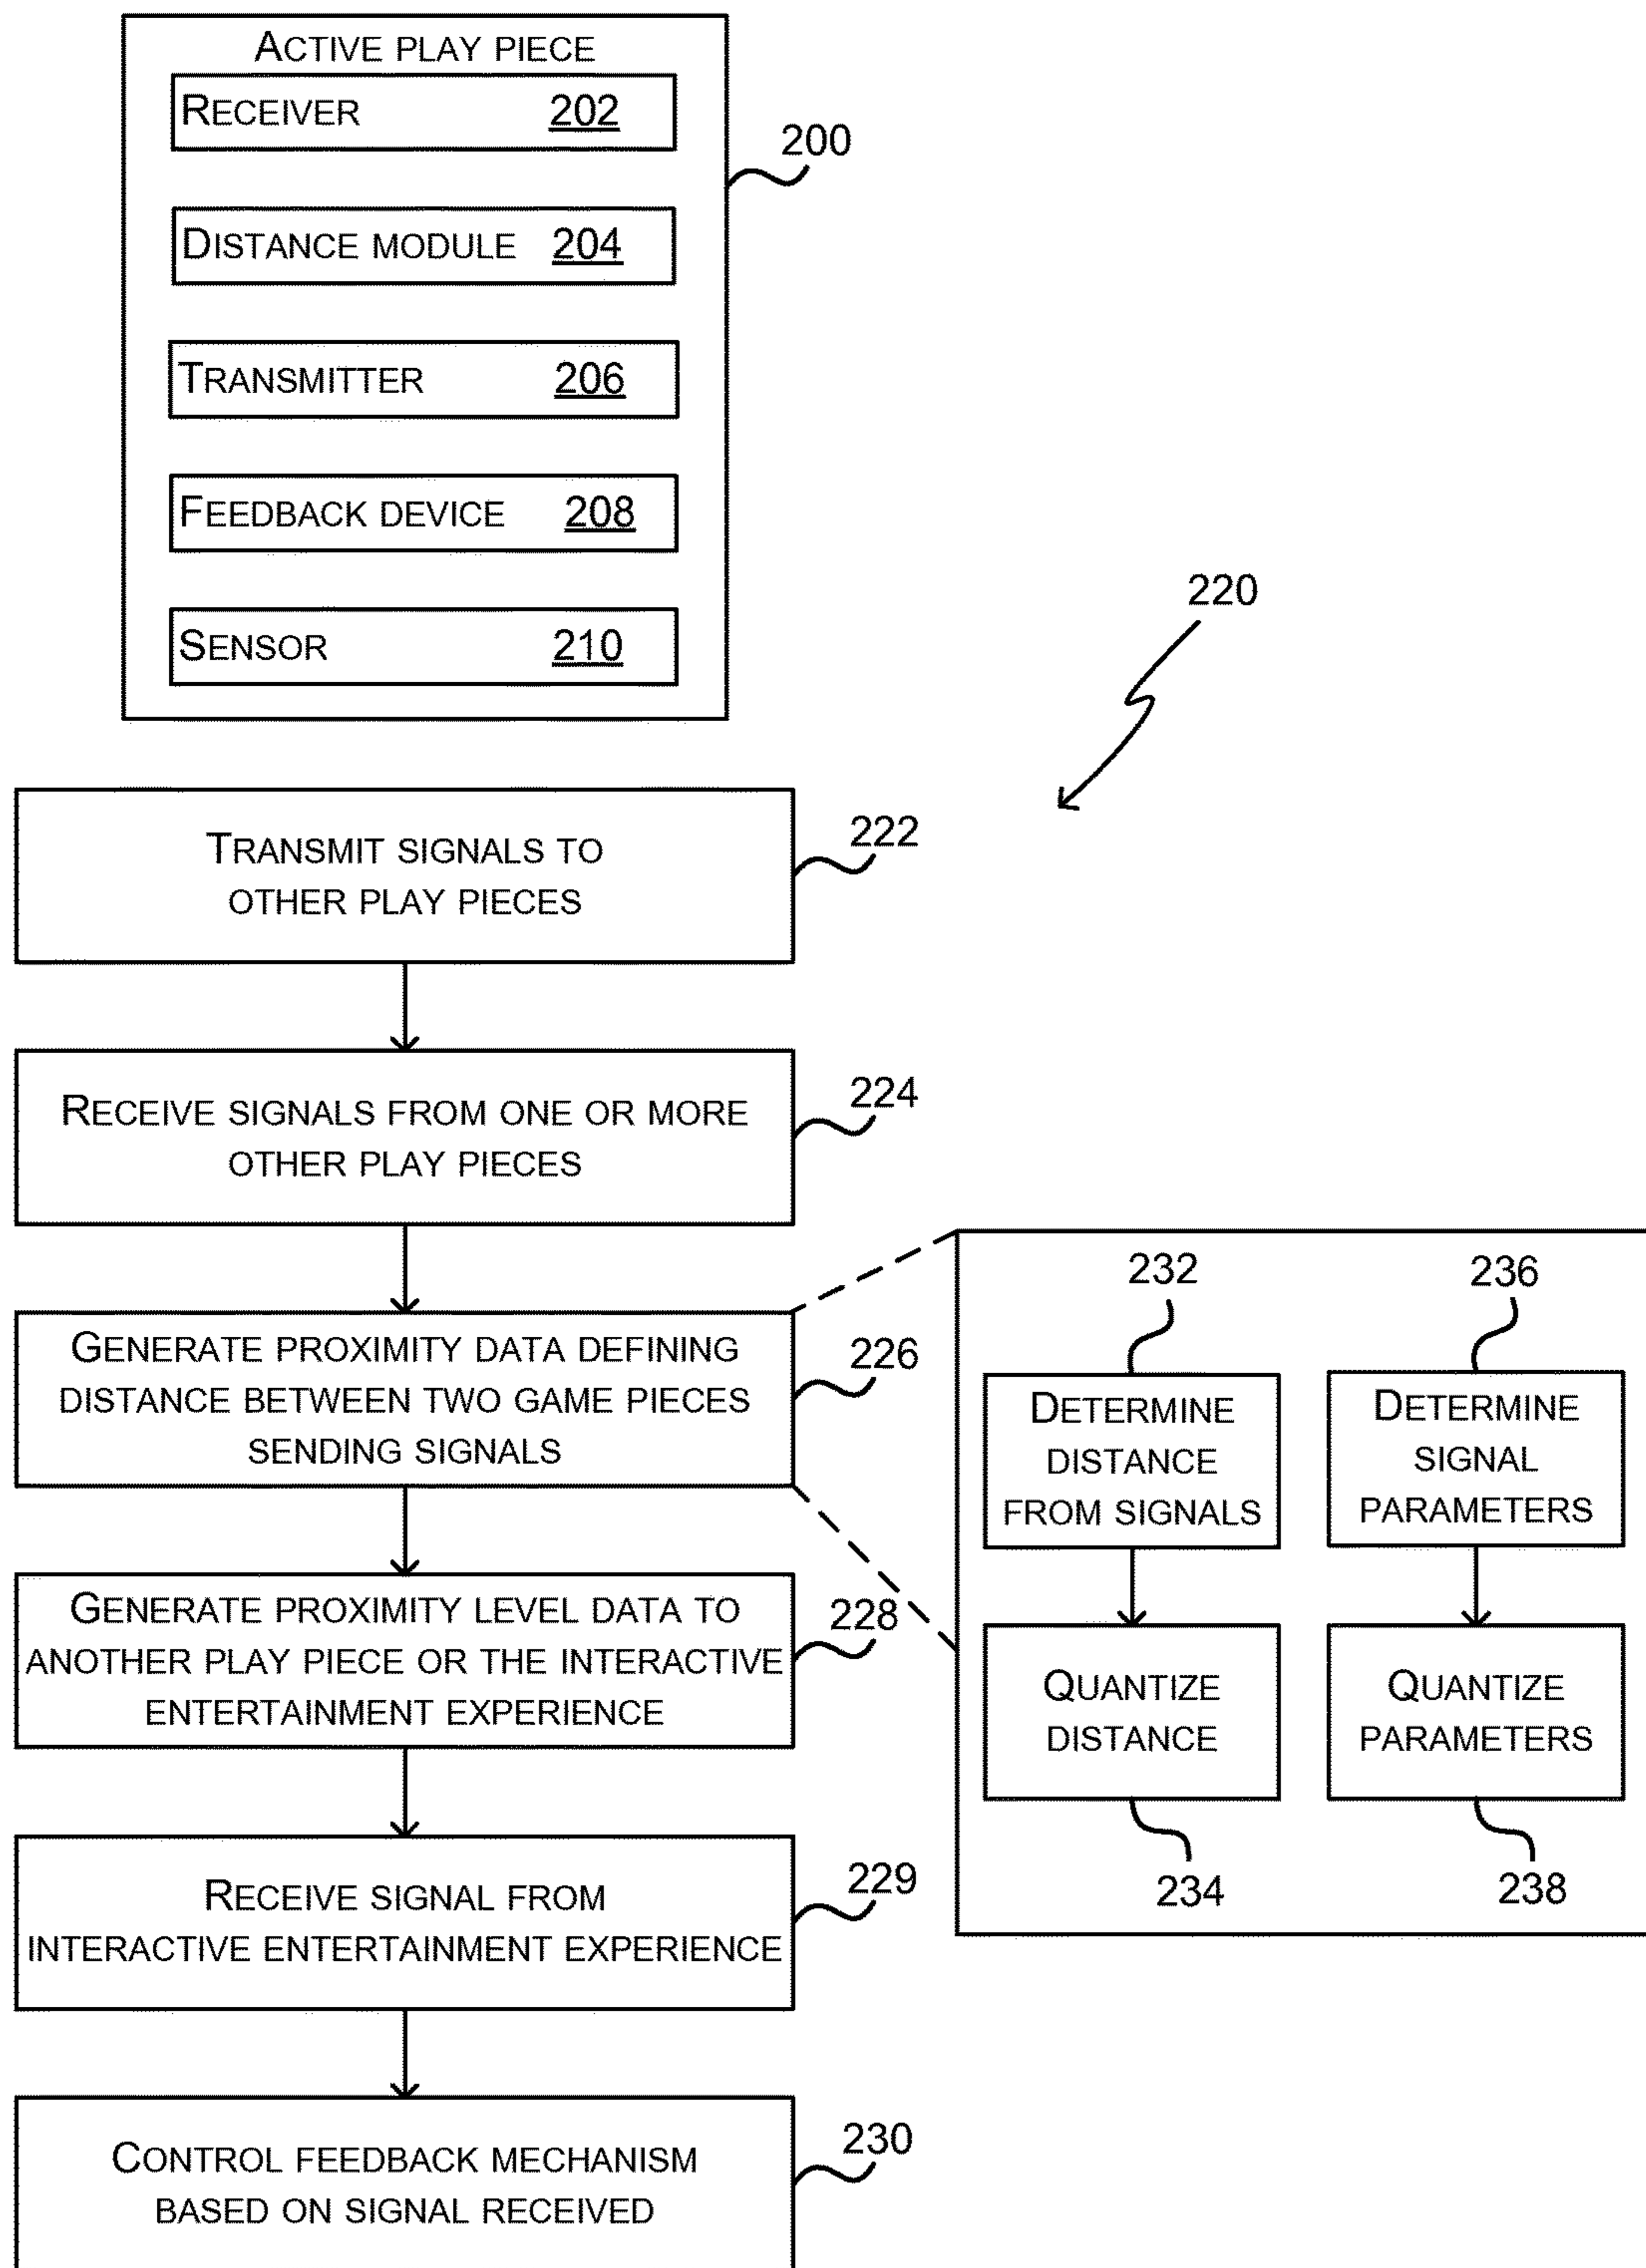 ACTIVE PLAY PIECE
RECEIVER 202
200
DISTANCE MODULE 204
TRANSMITTER 206
FEEDBACK DEVICE 208
SENSOR 210
220
TRANSMIT SIGNALS TO
OTHER PLAY PIECES
222
RECEIVE SIGNALS FROM ONE OR MORE
OTHER PLAY PIECES
224
GENERATE PROXIMITY DATA DEFINING
DISTANCE BETWEEN TWO GAME PIECES
SENDING SIGNALS
226
232
DETERMINE
DISTANCE
FROM SIGNALS
236
DETERMINE
SIGNAL
PARAMETERS
QUANTIZE
DISTANCE
234
QUANTIZE
PARAMETERS
238
GENERATE PROXIMITY LEVEL DATA TO
ANOTHER PLAY PIECE OR THE INTERACTIVE
ENTERTAINMENT EXPERIENCE
228
RECEIVE SIGNAL FROM
INTERACTIVE ENTERTAINMENT EXPERIENCE
229
CONTROL FEEDBACK MECHANISM
BASED ON SIGNAL RECEIVED
230